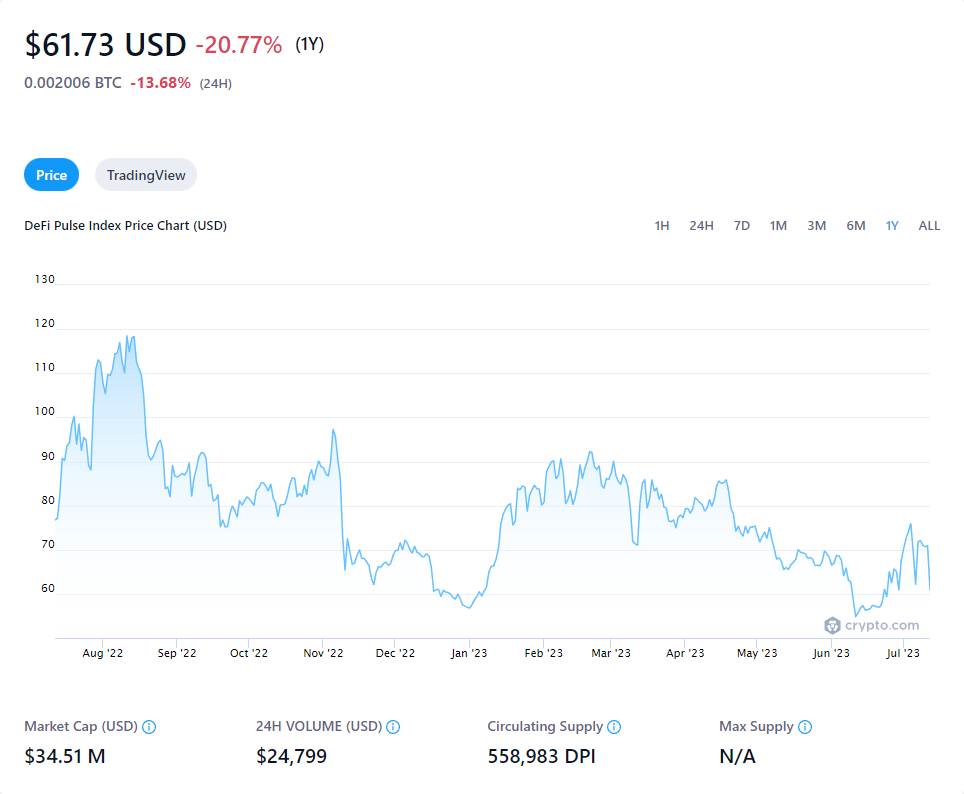 $61.73 USD -20.77% (1Y)
0.002006 BTC -13.68% (24H)
Price TradingView
DeFi Pulse Index Price Chart (USD) 1H 24H 7D 1M 3M 6M 1Y ALL
130
120
110
100
90
80
70
60
crypto.com
Aug '22 Sep '22 Oct '22 Nov '22 Dec '22 Jan '23 Feb '23 Mar '23 Apr '23 May '23 Jun '23 Jul '23
Market Cap (USD) 24H VOLUME (USD) Circulating Supply Max Supply
$34.51 M $24,799 558,983 DPI N/A